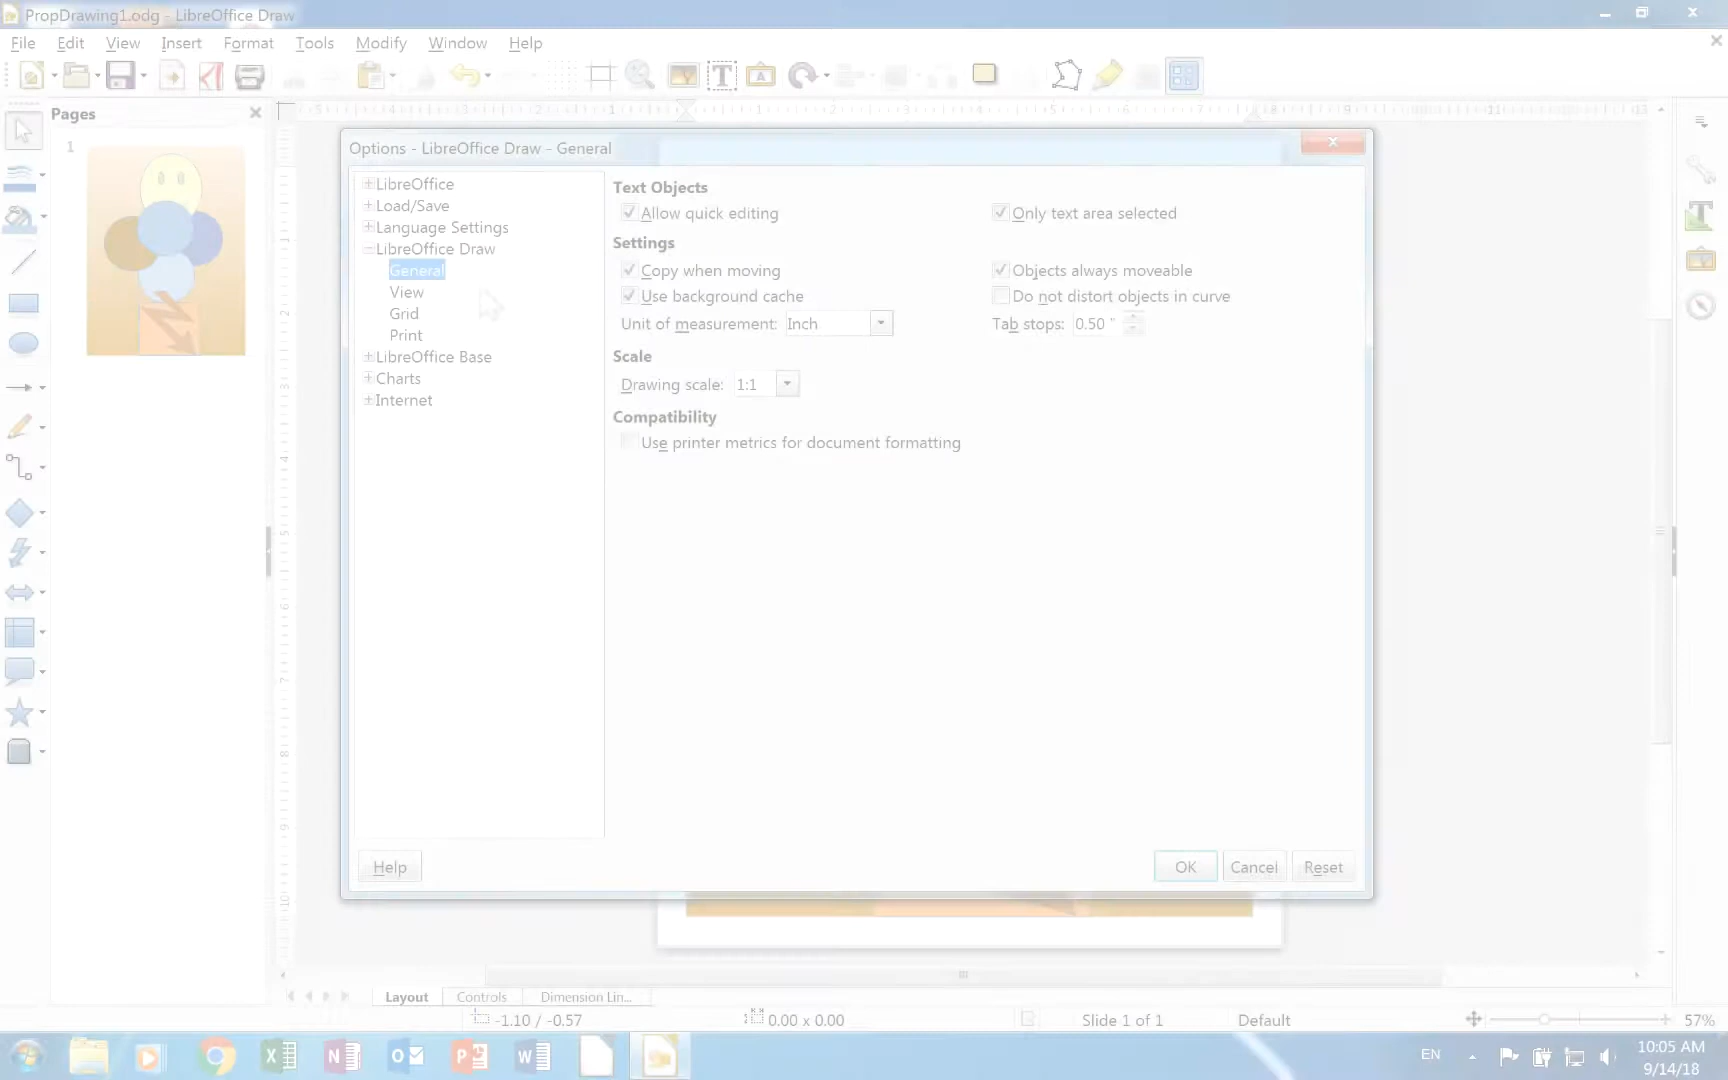 PropDrawing1.odg - LibreOffice Draw
File Edit View Insert Format Tools Modify Window Help
Pages
1
Options - LibreOffice Draw - General
LibreOffice
Load/Save
Language Settings
LibreOffice Draw
General
View
Grid
Print
LibreOffice Base
Charts
Internet
Text Objects
Allow quick editing Only text area selected
Settings
Copy when moving Objects always moveable
Use background cache Do not distort objects in curve
Unit of measurement: Inch Tab stops: 0.50 "
Scale
Drawing scale: 1:1
Compatibility
Use printer metrics for document formatting
Help OK Cancel Reset
Layout Controls Dimension Lin...
-1.10 / -0.57 0.00 x 0.00 Slide 1 of 1 Default 57%
EN 10:05 AM
9/14/18